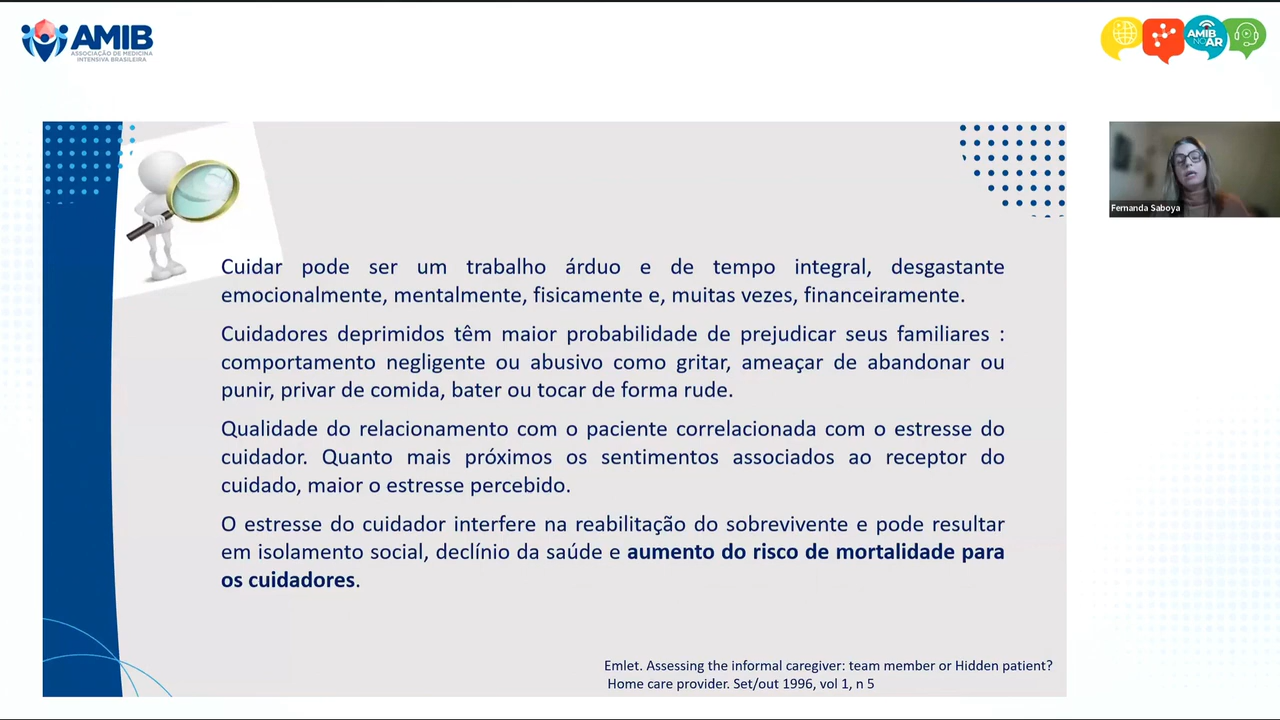 AMIB
ASSOCIAÇÃO DE MEDICINA
INTENSIVA BRASILEIRA
AMIB
NO AR
Fernanda Saboya
Cuidar pode ser um trabalho árduo e de tempo integral, desgastante
emocionalmente, mentalmente, fisicamente e, muitas vezes, financeiramente.
Cuidadores deprimidos têm maior probabilidade de prejudicar seus familiares :
comportamento negligente ou abusivo como gritar, ameaçar de abandonar ou
punir, privar de comida, bater ou tocar de forma rude.
Qualidade do relacionamento com o paciente correlacionada com o estresse do
cuidador. Quanto mais próximos os sentimentos associados ao receptor do
cuidado, maior o estresse percebido.
O estresse do cuidador interfere na reabilitação do sobrevivente e pode resultar
em isolamento social, declínio da saúde e aumento do risco de mortalidade para
os cuidadores.
Emlet. Assessing the informal caregiver: team member or Hidden patient?
Home care provider. Set/out 1996, vol 1, n 5